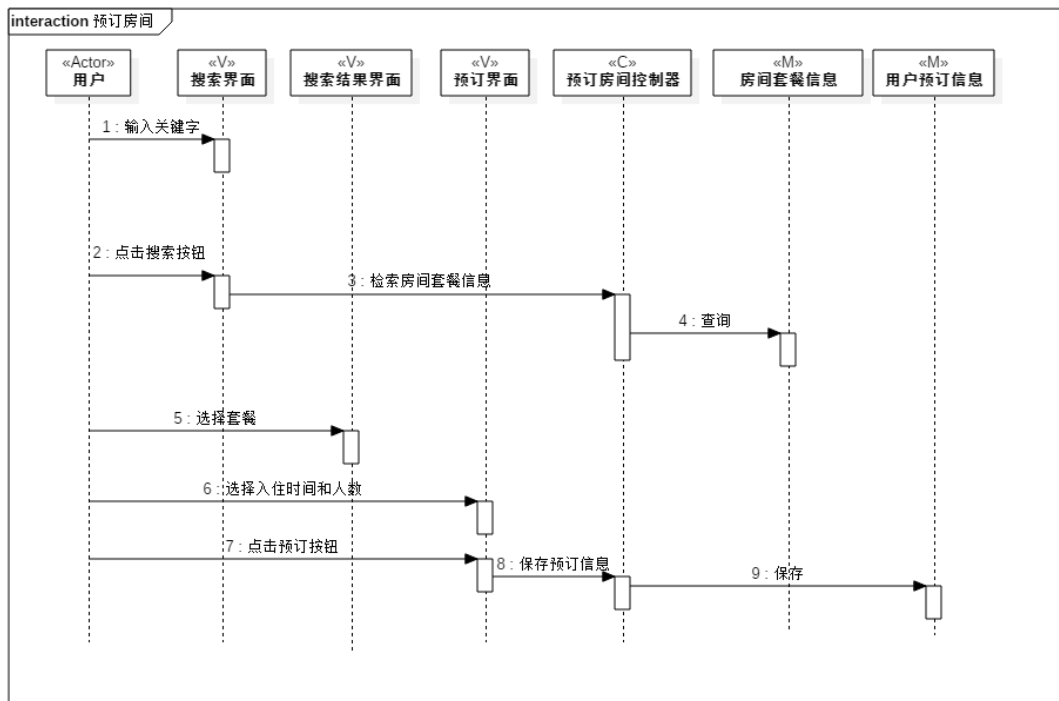 interaction 预订房间
«Actor»
用户
«V»
搜索界面
«V»
搜索结果界面
«V»
预订界面
«C»
预订房间控制器
«M»
房间套餐信息
«M»
用户预订信息
1 : 输入关键字
2 : 点击搜索按钮
3 : 检索房间套餐信息
4 : 查询
5 : 选择套餐
6 : 选择入住时间和人数
7 : 点击预订按钮
8 : 保存预订信息
9 : 保存